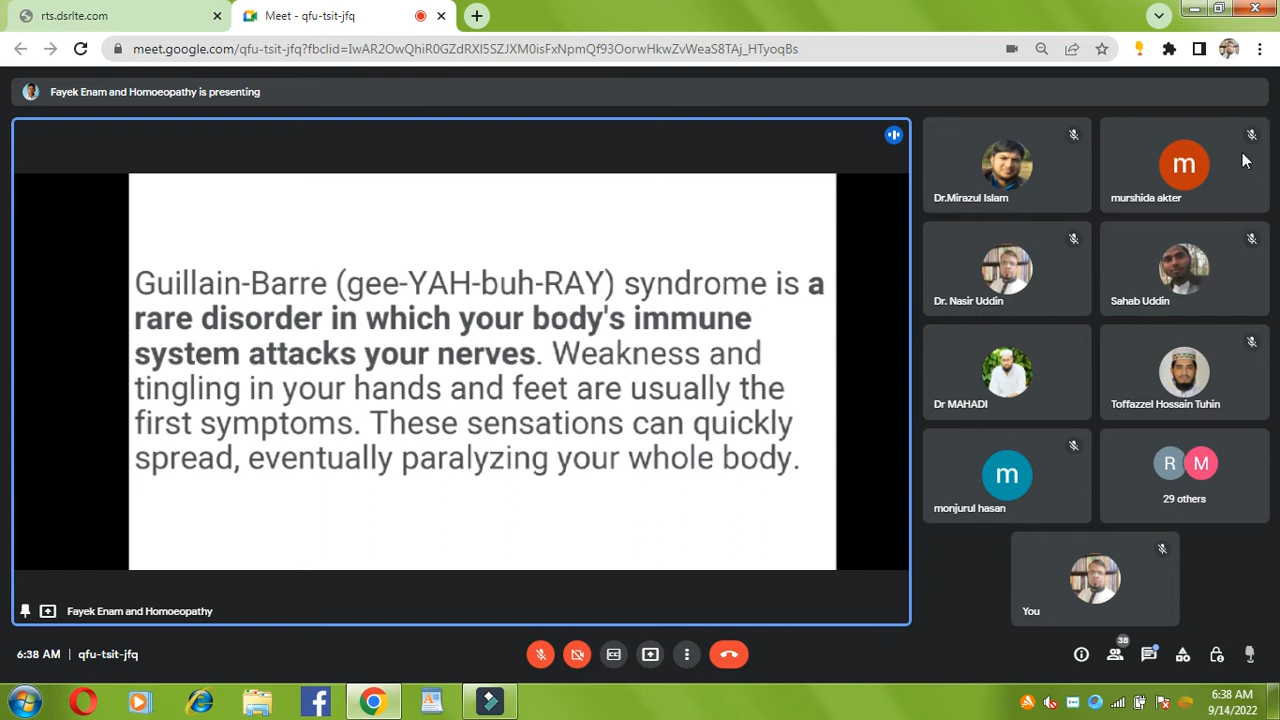 rts.dsrlte.com
Meet - qfu-tsit-jfq
meet.google.com/qfu-tsit-jfq?fbclid=IwAR2OwQhiR0GZdRXI5SZJXM0isFxNpmQf93OorwHkwZvWeaS8TAj_HTyoqBs
Fayek Enam and Homoeopathy is presenting
Guillain-Barre (gee-YAH-buh-RAY) syndrome is a
rare disorder in which your body's immune
system attacks your nerves. Weakness and
tingling in your hands and feet are usually the
first symptoms. These sensations can quickly
spread, eventually paralyzing your whole body.
Fayek Enam and Homoeopathy
Dr.Mirazul Islam
m
murshida akter
Dr. Nasir Uddin
Sahab Uddin
Dr MAHADI
Toffazzel Hossain Tuhin
m
monjurul hasan
R M
29 others
You
6:38 AM | qfu-tsit-jfq
CC
38
6:38 AM
9/14/2022